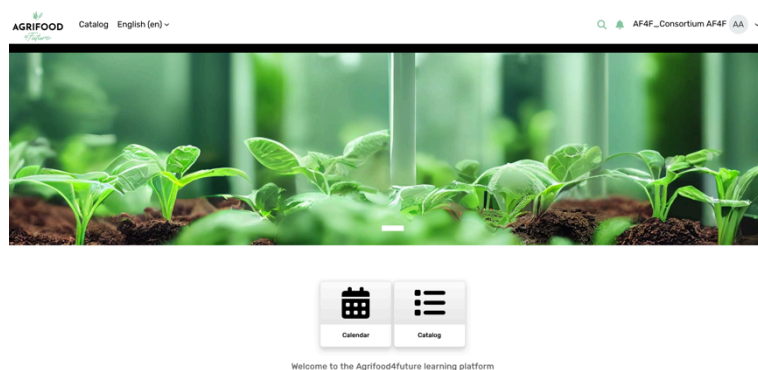 AGRIFOOD
4Future
Catalog
English (en)
AF4F_Consortium AF4F
AA
Calendar
Catalog
Welcome to the Agrifood4future learning platform